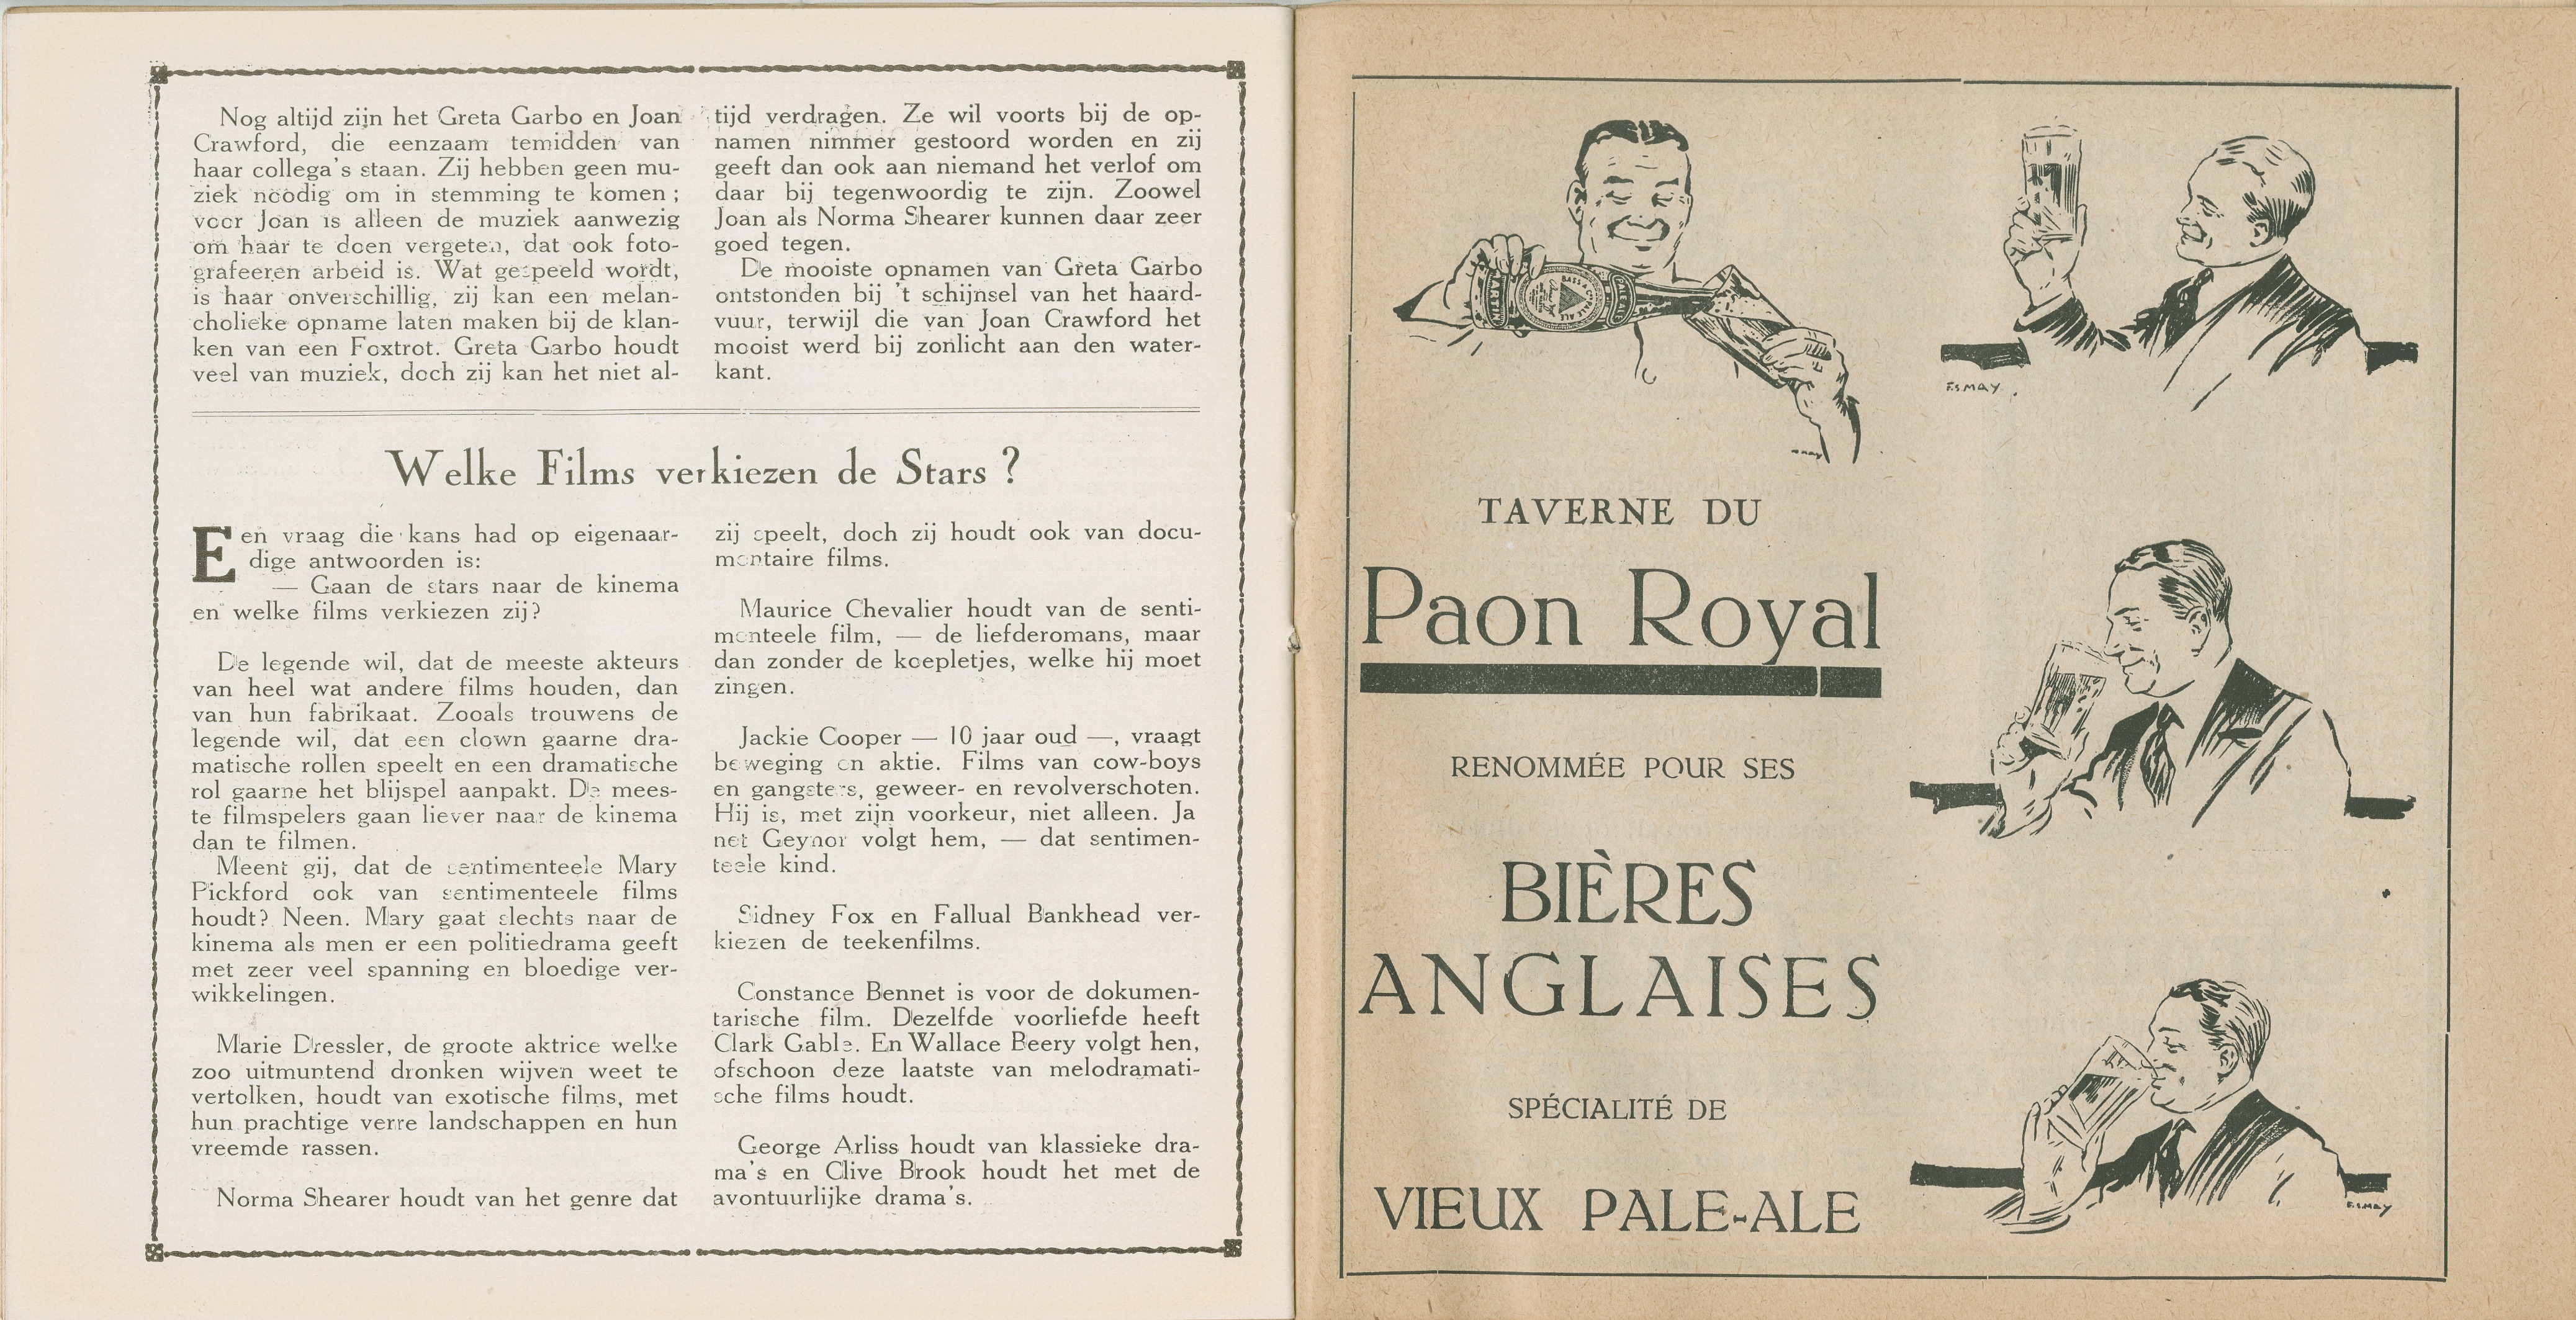 Nog altijd zijn het Greta Garbo en Joan
Crawford, die eenzaam temidden van
haar collega's staan. Zij hebben geen mu-
ziek noodig om in stemming te komen ;
voor Joan is alleen de muziek aanwezig
om haar te doen vergeten, dat ook foto-
grafeeren arbeid is. Wat gespeeld wordt,
is haar onverschillig, zij kan een melan-
cholieke opname laten maken bij de klan-
ken van een Foxtrot. Greta Garbo houdt
veel van muziek, doch zij kan het niet al-
tijd verdragen. Ze wil voorts bij de op-
namen nimmer gestoord worden en zij
geeft dan ook aan niemand het verlof om
daar bij tegenwoordig te zijn. Zoowel
Joan als Norma Shearer kunnen daar zeer
goed tegen.
De mooiste opnamen van Greta Garbo
ontstonden bij 't schijnsel van het haard-
vuur, terwijl die van Joan Crawford het
mooist werd bij zonlicht aan den water-
kant.
Welke Films verkiezen de Stars ?
Een vraag die kans had op eigenaar-
dige antwoorden is:
— Gaan de stars naar de kinema
en welke films verkiezen zij?
De legende wil, dat de meeste akteurs
van heel wat andere films houden, dan
van hun fabrikaat. Zooals trouwens de
legende wil, dat een clown gaarne dra-
matische rollen speelt en een dramatische
rol gaarne het blijspel aanpakt. De mees-
te filmspelers gaan liever naar de kinema
dan te filmen.
Meent gij, dat de sentimenteele Mary
Pickford ook van sentimenteele films
houdt? Neen. Mary gaat slechts naar de
kinema als men er een politiedrama geeft
met zeer veel spanning en bloedige ver-
wikkelingen.
Marie Dressler, de groote aktrice welke
zoo uitmuntend dronken wijven weet te
vertolken, houdt van exotische films, met
hun prachtige verre landschappen en hun
vreemde rassen.
Norma Shearer houdt van het genre dat
zij speelt, doch zij houdt ook van docu-
mentaire films.
Maurice Chevalier houdt van de senti-
menteele film, — de liefderomans, maar
dan zonder de koepletjes, welke hij moet
zingen.
Jackie Cooper — 10 jaar oud —, vraagt
beweging en aktie. Films van cow-boys
en gangsters, geweer- en revolverschoten.
Hij is, met zijn voorkeur, niet alleen. Ja
net Geynor volgt hem, — dat sentimen-
teele kind.
Sidney Fox en Fallual Bankhead ver-
kiezen de teekenfilms.
Constance Bennet is voor de dokumen-
tarische film. Dezelfde voorliefde heeft
Clark Gable. En Wallace Beery volgt hen,
ofschoon deze laatste van melodramati-
sche films houdt.
George Arliss houdt van klassieke dra-
ma's en Clive Brook houdt het met de
avontuurlijke drama's.
F.S.MAY
TAVERNE DU
Paon Royal
RENOMMÉE POUR SES
BIÈRES
ANGLAISES
SPÉCIALITÉ DE
VIEUX PALE-ALE
F.S.MAY